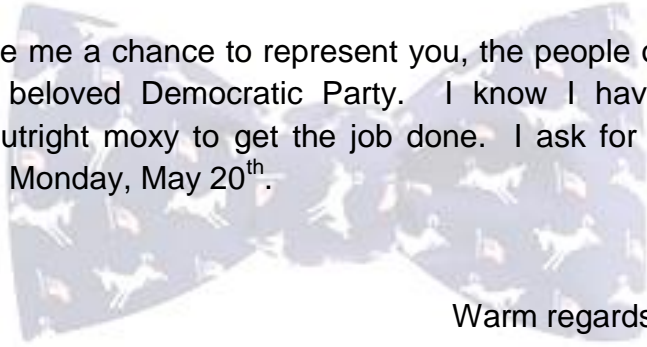 e me a chance to represent you, the people o
beloved Democratic Party. I know I hav
utright moxy to get the job done. I ask for
Monday, May 20th.
Warm regards